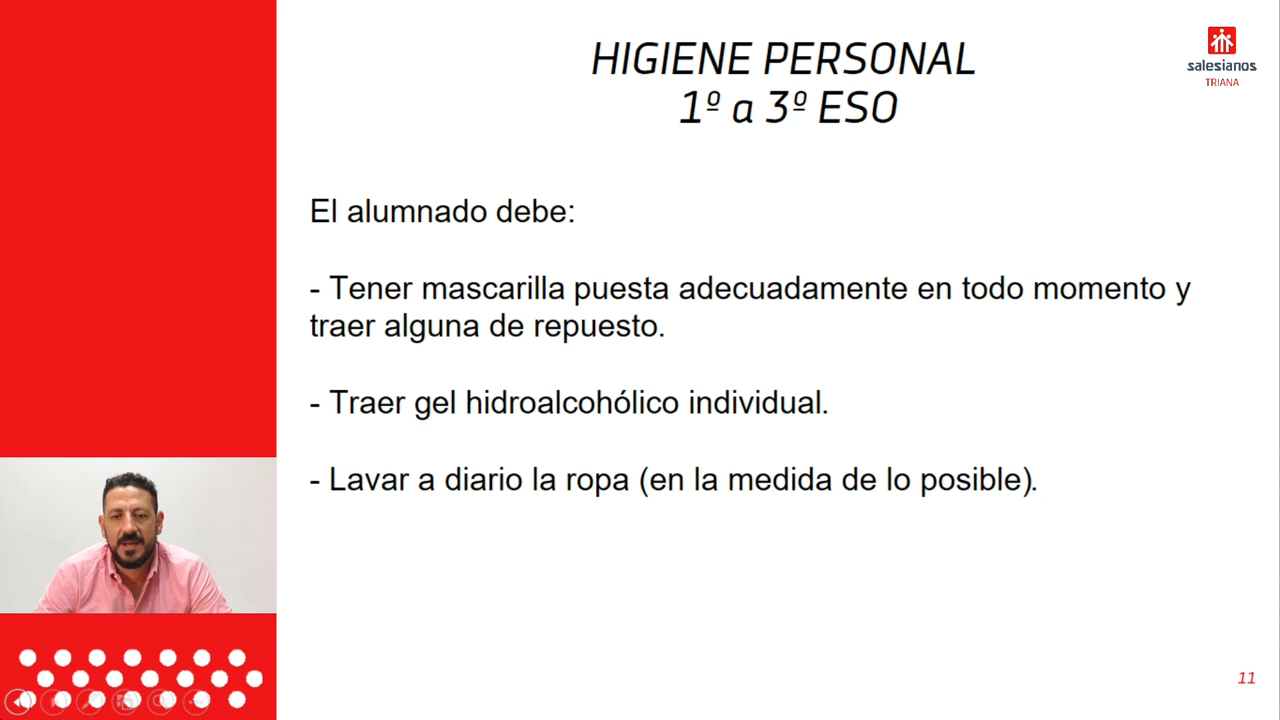 HIGIENE PERSONAL
1º a 3º ESO
salesianos
TRIANA
El alumnado debe:
- Tener mascarilla puesta adecuadamente en todo momento y
traer alguna de repuesto.
- Traer gel hidroalcohólico individual.
- Lavar a diario la ropa (en la medida de lo posible).
11